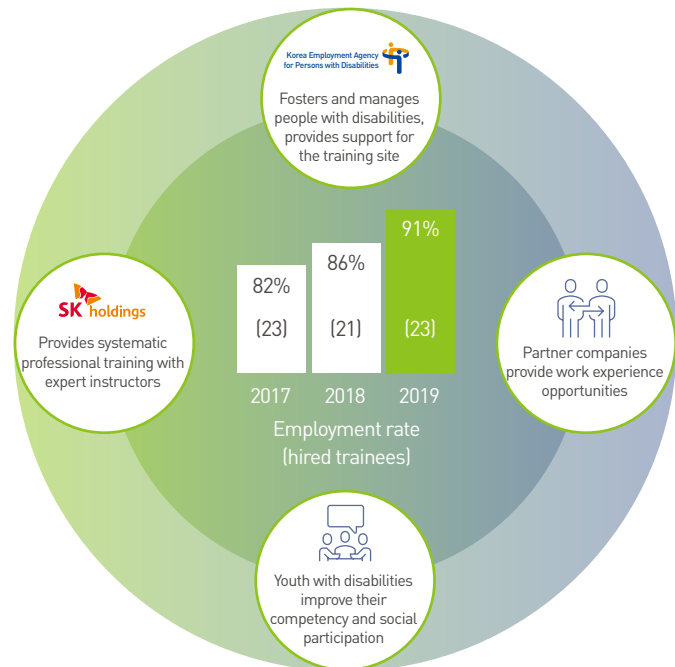 Korea Employment Agency
for Persons with Disabilities
Fosters and manages
people with disabilities,
provides support for
the training site
SK holdings
Provides systematic
professional training with
expert instructors
82%
(23)
86%
(21)
91%
(23)
2017
2018
2019
Employment rate
(hired trainees)
Partner companies
provide work experience
opportunities
Youth with disabilities
improve their
competency and social
participation